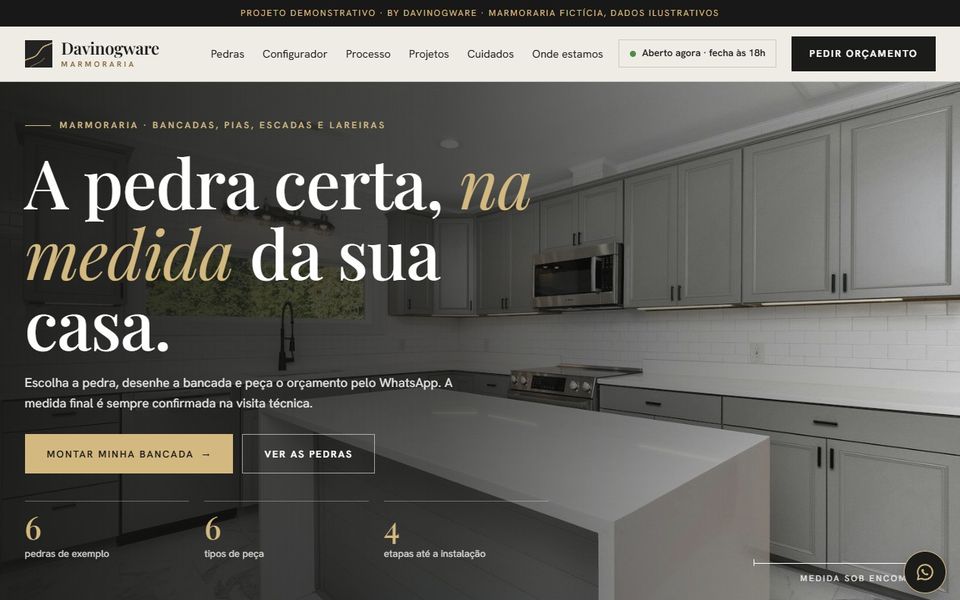 PROJETO DEMONSTRATIVO · BY DAVINOGWARE · MARMORARIA FICTÍCIA, DADOS ILUSTRATIVOS
Davinogware
MARMORARIA
Pedras
Configurador
Processo
Projetos
Cuidados
Onde estamos
Aberto agora · fecha às 18h
PEDIR ORÇAMENTO
MARMORARIA · BANCADAS, PIAS, ESCADAS E LAREIRAS
A pedra certa, na
medida da sua
casa.
Escolha a pedra, desenhe a bancada e peça o orçamento pelo WhatsApp. A
medida final é sempre confirmada na visita técnica.
MONTAR MINHA BANCADA →
VER AS PEDRAS
6
pedras de exemplo
6
tipos de peça
4
etapas até a instalação
MEDIDA SOB